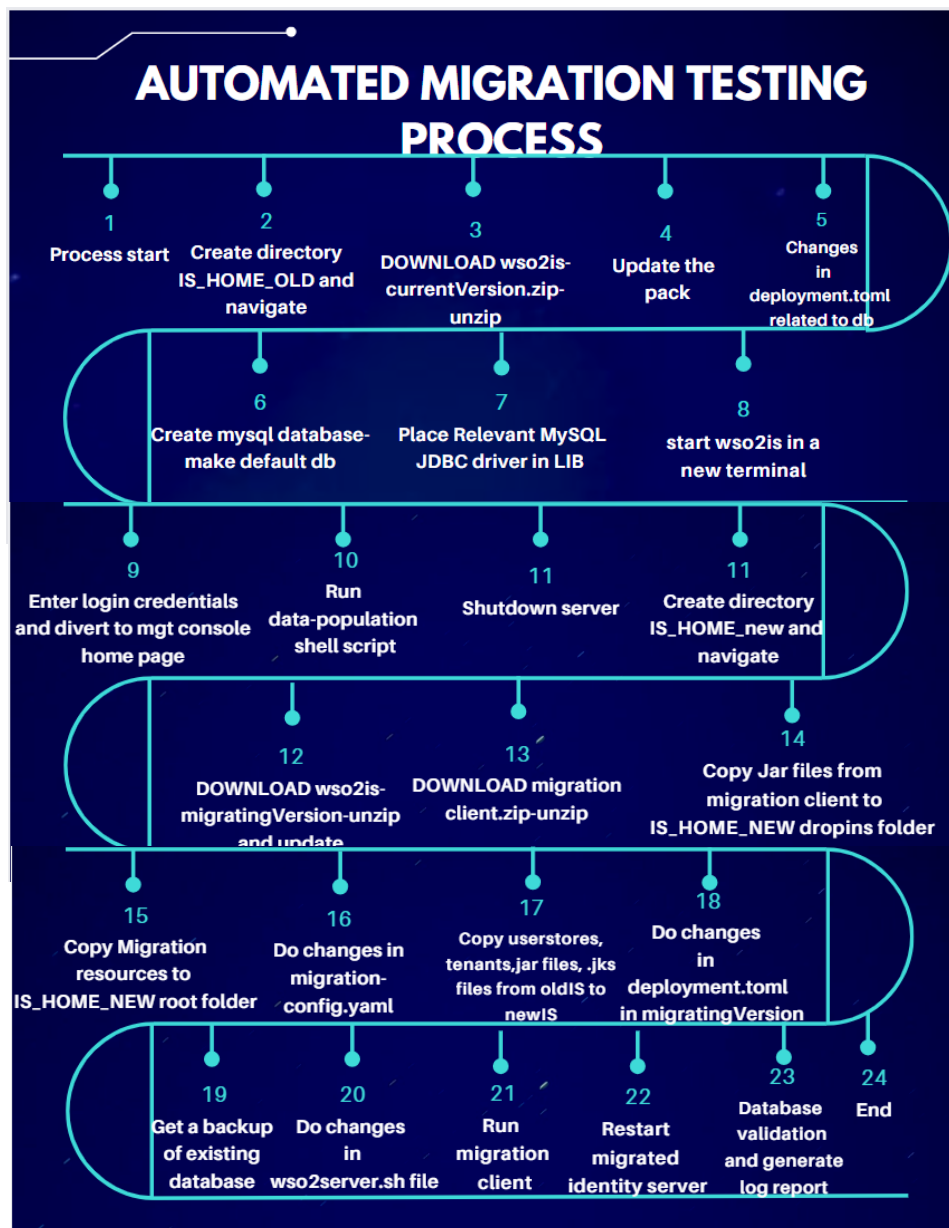 AUTOMATED MIGRATION TESTING
PROCESS
1
Process start
2
Create directory
IS_HOME_OLD and
navigate
3
DOWNLOAD wso2is-
currentVersion.zip-
unzip
4
Update the
pack
5
Changes
in
deployment.toml
related to db
6
Create mysql database-
make default db
7
Place Relevant MySQL
JDBC driver in LIB
8
start wso2is in a
new terminal
9
Enter login credentials
and divert to mgt console
home page
10
Run
data-population
shell script
11
Shutdown server
11
Create directory
IS_HOME_new and
navigate
12
DOWNLOAD wso2is-
migratingVersion-unzip
and update
13
DOWNLOAD migration
client.zip-unzip
14
Copy Jar files from
migration client to
IS_HOME_NEW dropins folder
15
Copy Migration
resources to
IS_HOME_NEW root folder
16
Do changes in
migration-
config.yaml
17
Copy userstores,
tenants,jar files, .jks
files from oldIS to
newIS
18
Do changes
in
deployment.toml
in migratingVersion
19
Get a backup
of existing
database
20
Do changes
in
wso2server.sh file
21
Run
migration
client
22
Restart
migrated
identity server
23
Database
validation
and generate
log report
24
End